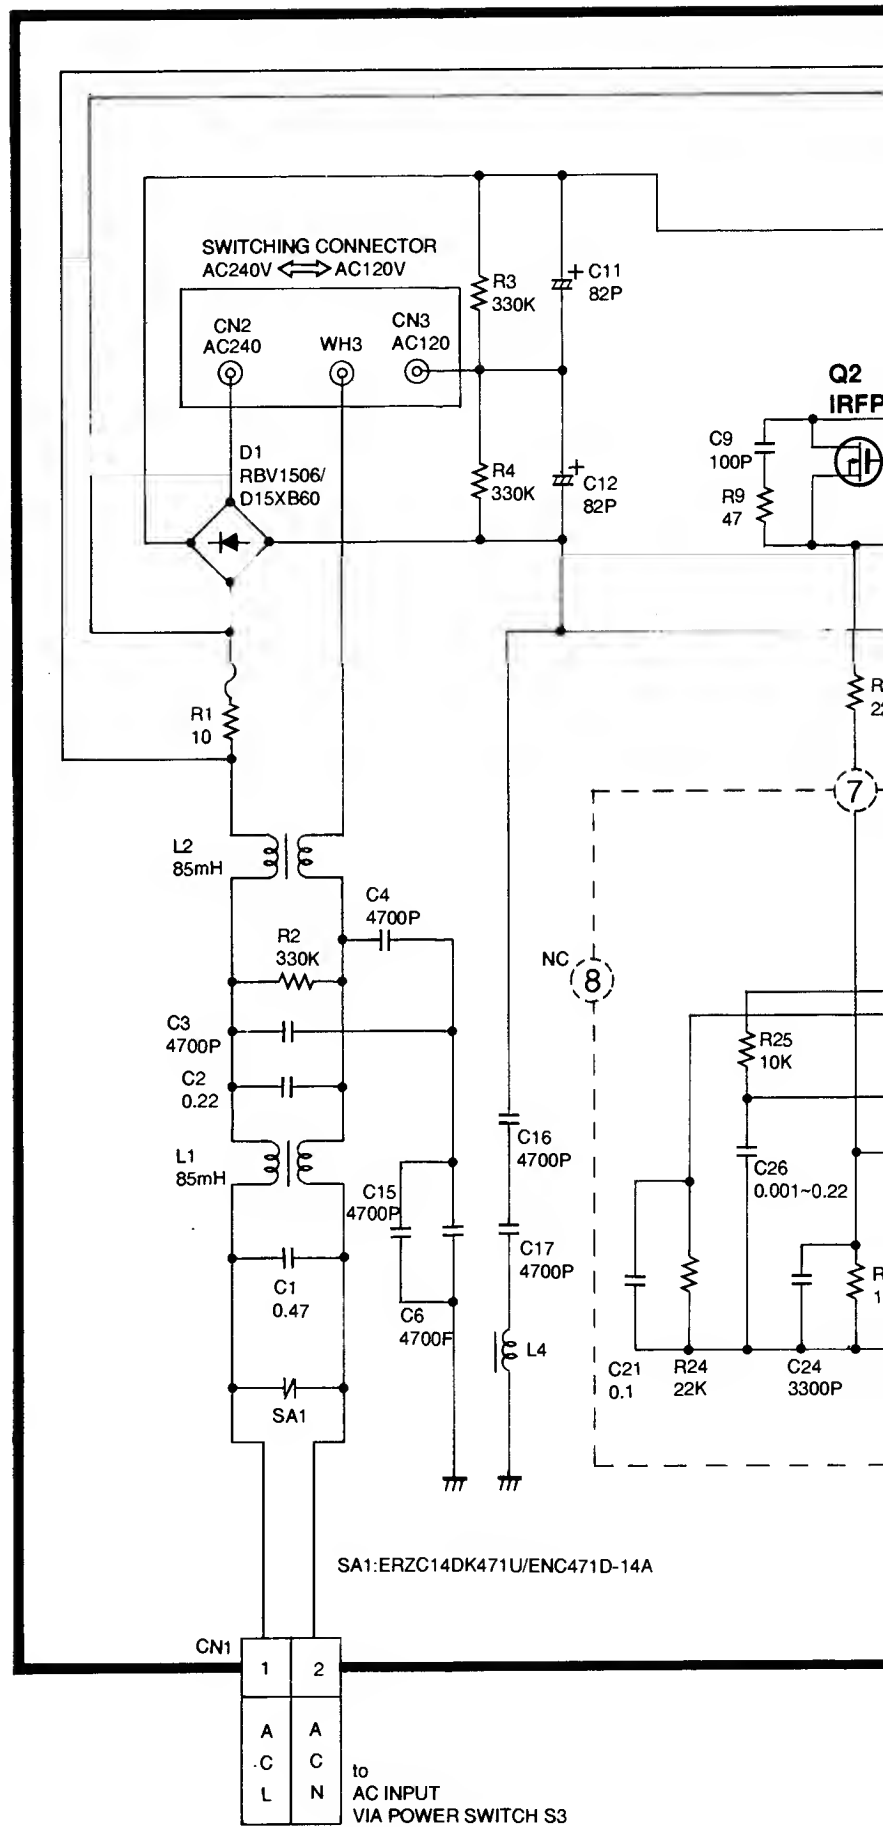 SWITCHING CONNECTOR
AC240V ⟺ AC120V
CN2
AC240
WH3
CN3
AC120
R3
330K
+
C11
82P
R4
330K
+
C12
82P
D1
RBV1506/
D15XB60
Q2
IRFP
C9
100P
R9
47
R1
10
R
22
7
L2
85mH
C4
4700P
R2
330K
NC
8
C3
4700P
R25
10K
C2
0.22
L1
85mH
C16
4700P
C26
0.001~0.22
C15
4700P
C17
4700P
C1
0.47
C6
4700P
L4
R
1
C21
0.1
R24
22K
C24
3300P
SA1
SA1:ERZC14DK471U/ENC471D-14A
CN1
1
2
A
C
L
A
C
N
to
AC INPUT
VIA POWER SWITCH S3